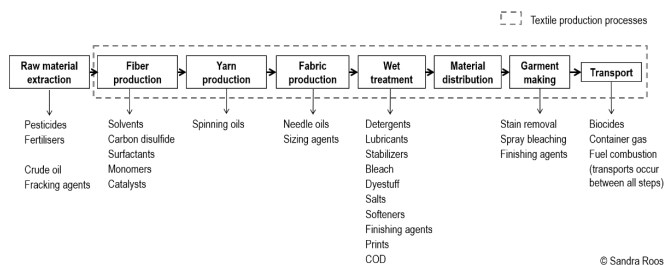 Textile production processes
Raw material
extraction
Fiber
production
Yarn
production
Fabric
production
Wet
treatment
Material
distribution
Garment
making
Transport
Pesticides
Fertilisers
Crude oil
Fracking agents
Solvents
Carbon disulfide
Surfactants
Monomers
Catalysts
Spinning oils
Needle oils
Sizing agents
Detergents
Lubricants
Stabilizers
Bleach
Dyestuff
Salts
Softeners
Finishing agents
Prints
COD
Stain removal
Spray bleaching
Finishing agents
Biocides
Container gas
Fuel combustion
(transports occur
between all steps)
© Sandra Roos